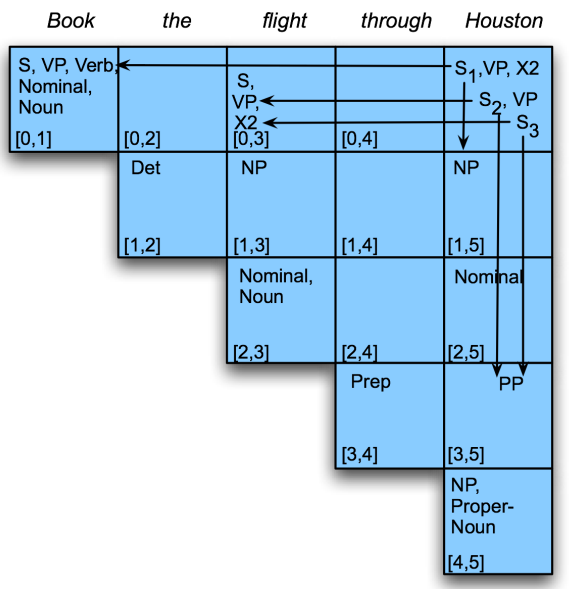 Book the flight through Houston
S, VP, Verb, Nominal, Noun
[0,1]
[0,2]
S, VP, X2
[0,3]
[0,4]
S1,VP, X2
S2, VP
S3
Det
[1,2]
NP
[1,3]
[1,4]
NP
[1,5]
Nominal, Noun
[2,3]
[2,4]
Nominal
[2,5]
Prep
[3,4]
PP
[3,5]
NP, Proper-Noun
[4,5]